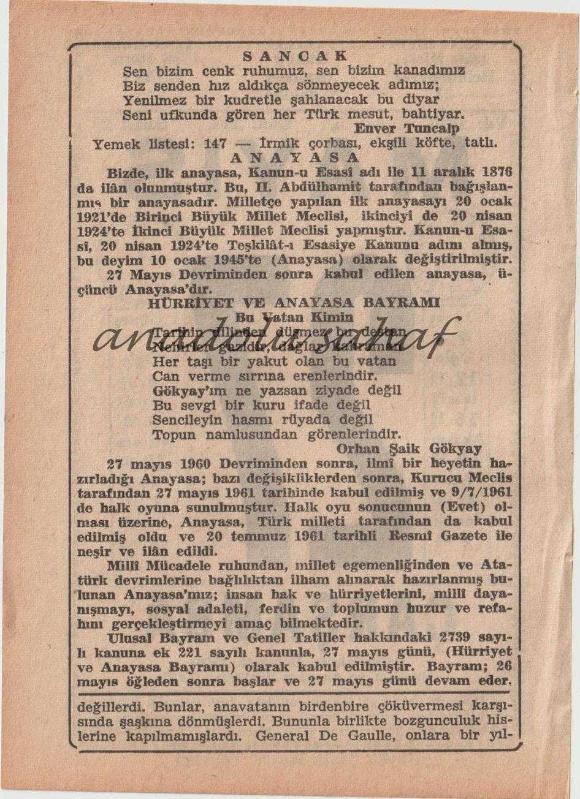 SANCAK
Sen bizim cenk ruhumuz, sen bizim kanadımız
Biz senden hız aldıkça sönmeyecek adımız;
Yenilmez bir kudretle şahlanacak bu diyar
Seni ufkunda gören her Türk mesut, bahtiyar.
Enver Tuncalp
Yemek listesi: 147 — İrmik çorbası, ekşili köfte, tatlı.
ANAYASA
Bizde, ilk anayasa, Kanun-u Esasi adı ile 11 aralık 1876
da ilân olunmuştur. Bu, II. Abdülhamit tarafından bağışlan-
mış bir anayasadır. Milletçe yapılan ilk anayasayı 20 ocak
1921'de Birinci Büyük Millet Meclisi, ikinciyi de 20 nisan
1924'te İkinci Büyük Millet Meclisi yapmıştır. Kanun-u Esa-
si, 20 nisan 1924'te Teşkilât-ı Esasiye Kanunu adını almış,
bu deyim 10 ocak 1945'te (Anayasa) olarak değiştirilmiştir.
27 Mayıs Devriminden sonra kabul edilen anayasa, ü-
çüncü Anayasa'dır.
HÜRRİYET VE ANAYASA BAYRAMI
Bu Vatan Kimin
Tarihin dilinden düşmez bu destan
anadolu sahaf
Her taşı bir yakut olan bu vatan
Can verme sırrına erenlerindir.
Gökyay'ım ne yazsan ziyade değil
Bu sevgi bir kuru ifade değil
Sencileyin hasmı rüyada değil
Topun namlusundan görenlerindir.
Orhan Şaik Gökyay
27 mayıs 1960 Devriminden sonra, ilmî bir heyetin ha-
zırladığı Anayasa; bazı değişikliklerden sonra, Kurucu Meclis
tarafından 27 mayıs 1961 tarihinde kabul edilmiş ve 9/7/1961
de halk oyuna sunulmuştur. Halk oyu sonucunun (Evet) ol-
ması üzerine, Anayasa, Türk milleti tarafından da kabul
edilmiş oldu ve 20 temmuz 1961 tarihli Resmî Gazete ile
neşir ve ilân edildi.
Millî Mücadele ruhundan, millet egemenliğinden ve Ata-
türk devrimlerine bağlılıktan ilham alınarak hazırlanmış bu-
lunan Anayasa'mız; insan hak ve hürriyetlerini, millî daya-
nışmayı, sosyal adaleti, ferdin ve toplumun huzur ve refa-
hını gerçekleştirmeyi amaç bilmektedir.
Ulusal Bayram ve Genel Tatiller hakkındaki 2739 sayı-
lı kanuna ek 221 sayılı kanunla, 27 mayıs günü, (Hürriyet
ve Anayasa Bayramı) olarak kabul edilmiştir. Bayram; 26
mayıs öğleden sonra başlar ve 27 mayıs günü devam eder.
değillerdi. Bunlar, anavatanın birdenbire çöküvermesi karşı-
sında şaşkına dönmüşlerdi. Bununla birlikte bozgunculuk his-
lerine kapılmamışlardı. General De Gaulle, onlara bir yıl-